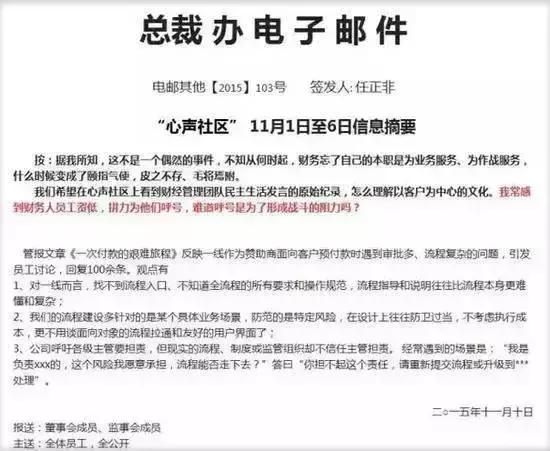 总裁办电子邮件
电邮其他【2015】103号 签发人：任正非
“心声社区” 11月1日至6日信息摘要
按：据我所知，这不是一个偶然的事件，不知从何时起，财务忘了自己的本职是为业务服务、为作战服务，
什么时候变成了颐指气使，皮之不存、毛将焉附。
我们希望在心声社区上看到财经管理团队民主生活发言的原始纪录，怎么理解以客户为中心的文化。我常感
到财务人员工资低，拼力为他们呼号，难道呼号是为了形成战斗的阻力吗？
管报文章《一次付款的艰难旅程》反映一线作为赞助商面向客户预付款时遇到审批多、流程复杂的问题，引发
员工讨论，回复100余条。观点有
1、对一线而言，找不到流程入口、不知道全流程的所有要求和操作规范，流程指导和说明往往比流程本身更难
懂和复杂；
2、我们的流程建设多针对的是某个具体业务场景，防范的是特定风险，在设计上往往防卫过当，不考虑执行成
本，更不用谈面向对象的流程拉通和友好的用户界面了；
3、公司呼吁各级主管要担责，但现实的流程、制度或监管组织却不信任主管担责。 经常遇到的场景是：“我是
负责xxx的，这个风险我愿意承担，流程能否走下去？”答曰“你担不起这个责任，请重新提交流程或升级到***
处理”。
二○一五年十一月十日
报送：董事会成员、监事会成员
主送：全体员工，全公开